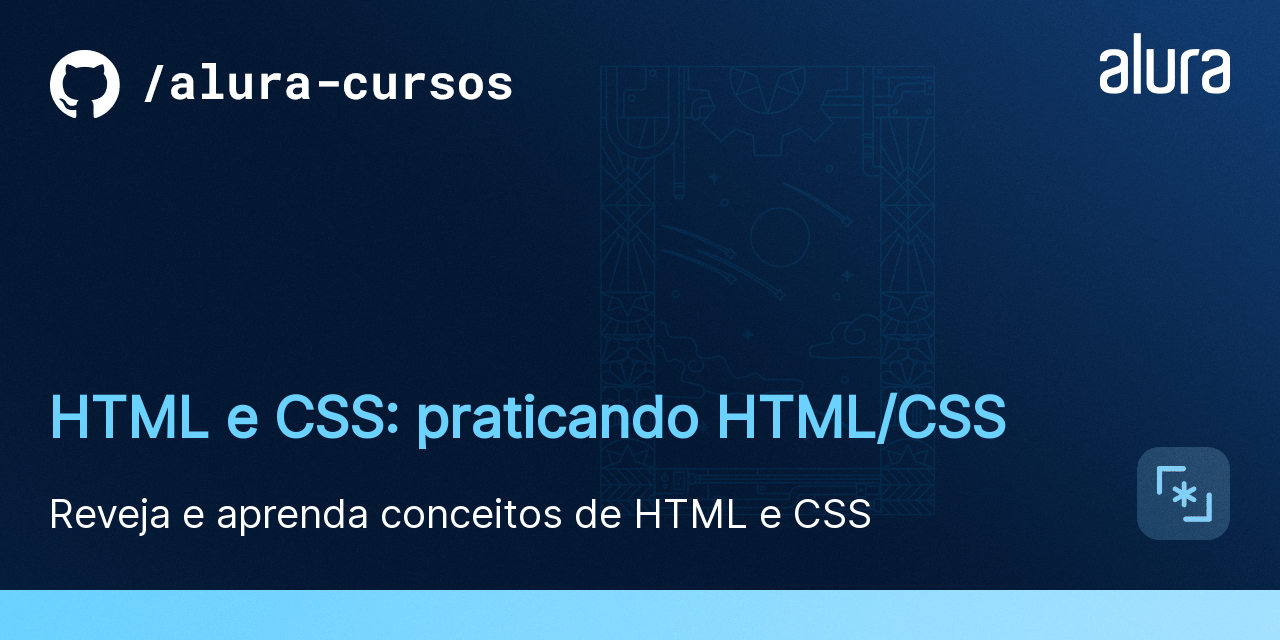 /alura-cursos
alura
HTML e CSS: praticando HTML/CSS
Reveja e aprenda conceitos de HTML e CSS